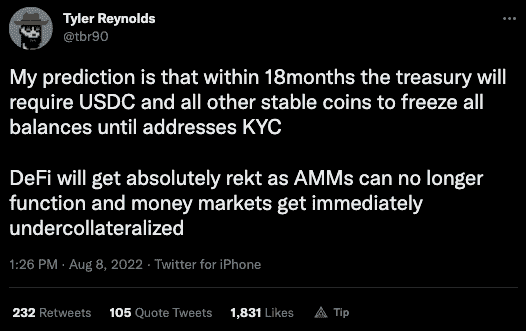 Tyler Reynolds
@tbr90
My prediction is that within 18months the treasury will
require USDC and all other stable coins to freeze all
balances until addresses KYC
DeFi will get absolutely rekt as AMMs can no longer
function and money markets get immediately
undercollateralized
1:26 PM · Aug 8, 2022 · Twitter for iPhone
232 Retweets 105 Quote Tweets 1,831 Likes Tip